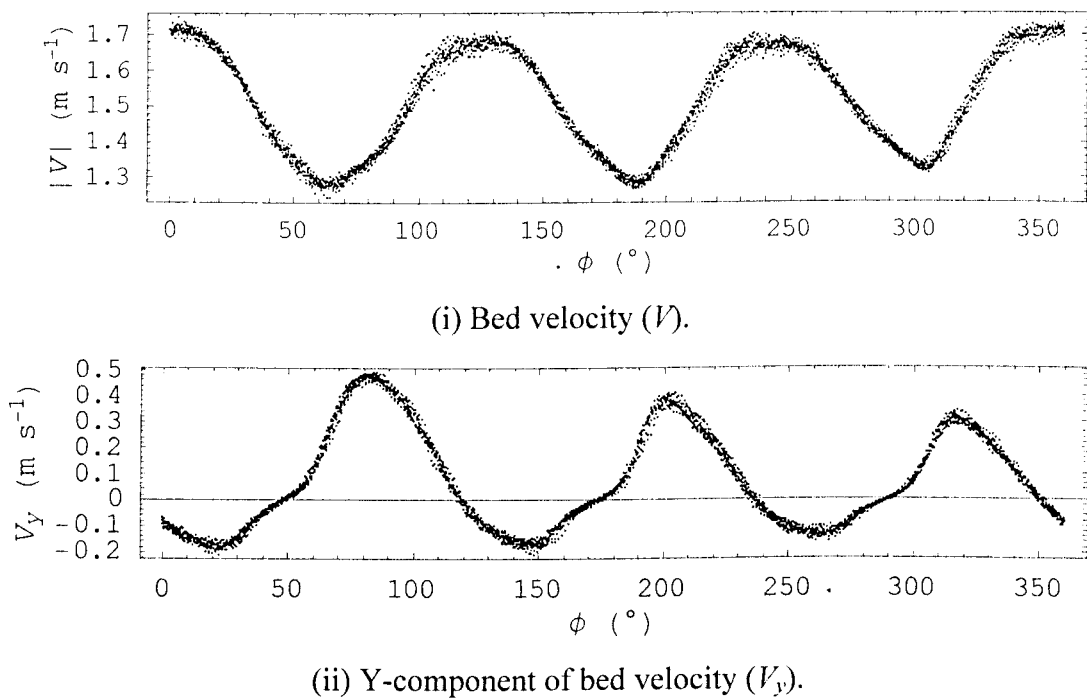 1.7
1.6
1.5
1.4
1.3
|V| (m s⁻¹)
0 50 100 150 200 250 300 350
. ϕ (°)
(i) Bed velocity (V).
0.5
0.4
0.3
0.2
0.1
0
-0.1
-0.2
V_y (m s⁻¹)
0 50 100 150 200 250 . 300 350
ϕ (°)
(ii) Y-component of bed velocity (V_y).